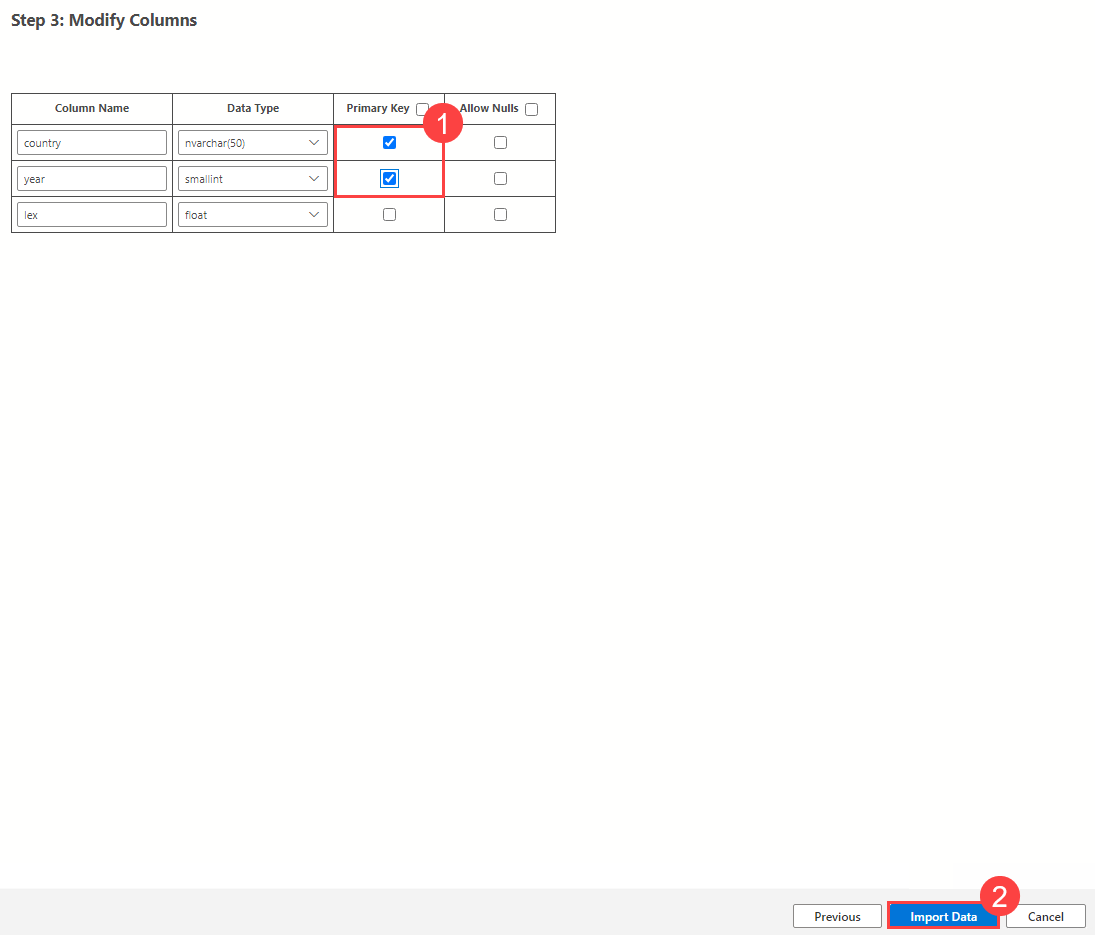 Step 3: Modify Columns
Column Name Data Type Primary Key Allow Nulls
1
country nvarchar(50)
year smallint
lex float
2
Previous Import Data Cancel